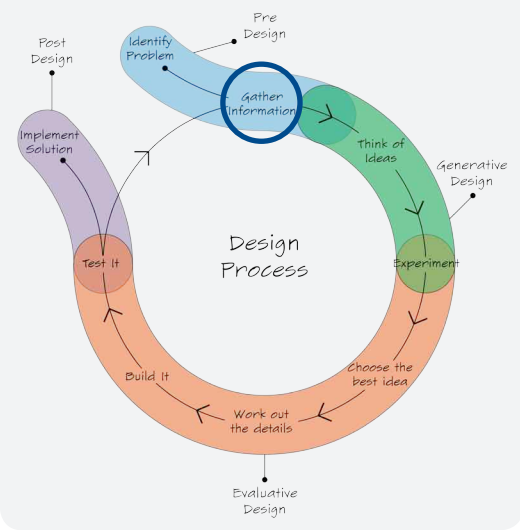 Pre
Design
Identify
Problem
Post
Design
Gather
Information
Implement
Solution
Think of
Ideas
Generative
Design
Design
Process
Test It
Experiment
Choose the
best idea
Build It
Work out
the details
Evaluative
Design